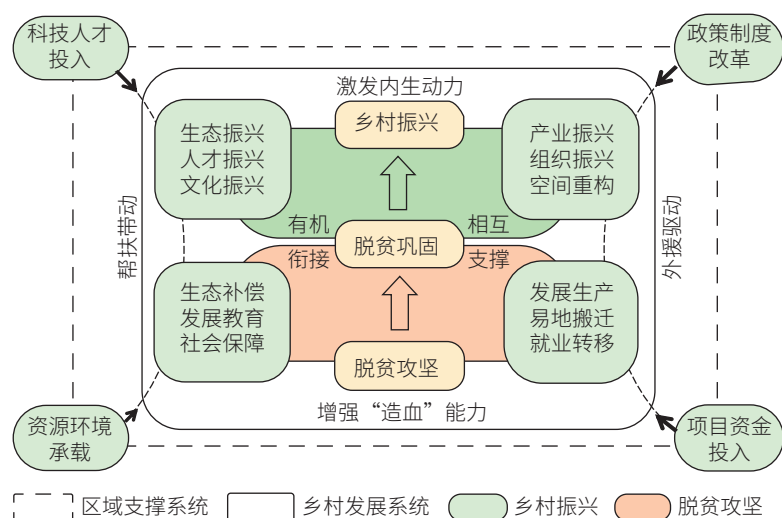 科技人才
投入
政策制度
改革
激发内生动力
乡村振兴
生态振兴
人才振兴
文化振兴
产业振兴
组织振兴
空间重构
帮扶带动
外援驱动
有机
相互
脱贫巩固
衔接
支撑
生态补偿
发展教育
社会保障
发展生产
易地搬迁
就业转移
脱贫攻坚
增强“造血”能力
资源环境
承载
项目资金
投入
区域支撑系统
乡村发展系统
乡村振兴
脱贫攻坚